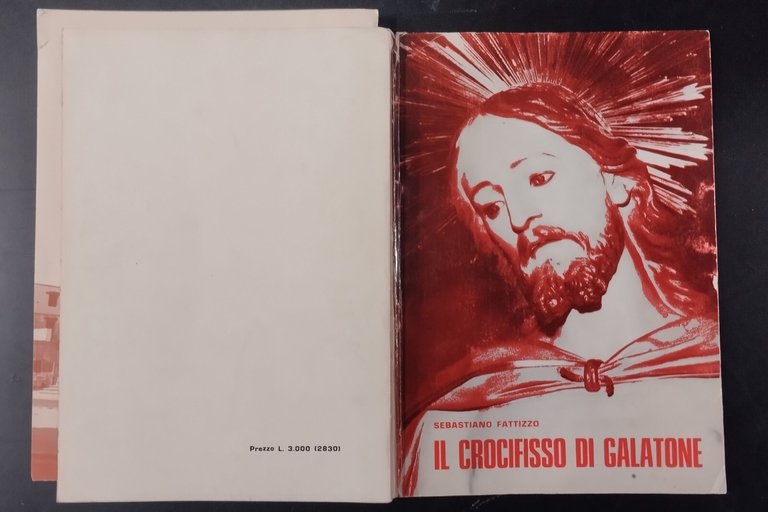 Prezzo L. 3.000 (2830)
SEBASTIANO FATTIZZO
IL CROCIFISSO DI GALATONE